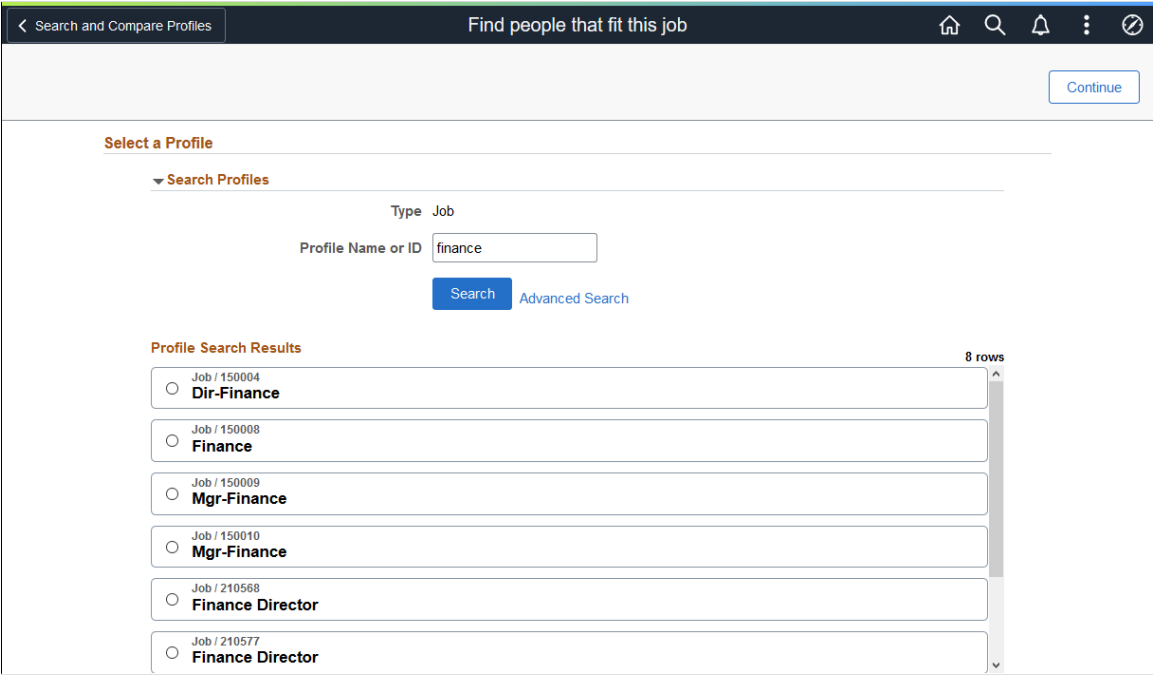 Search and Compare Profiles
Find people that fit this job
Continue
Select a Profile
Search Profiles
Type Job
Profile Name or ID finance
Search Advanced Search
Profile Search Results
8 rows
Job / 150004
Dir-Finance
Job / 150008
Finance
Job / 150009
Mgr-Finance
Job / 150010
Mgr-Finance
Job / 210568
Finance Director
Job / 210577
Finance Director